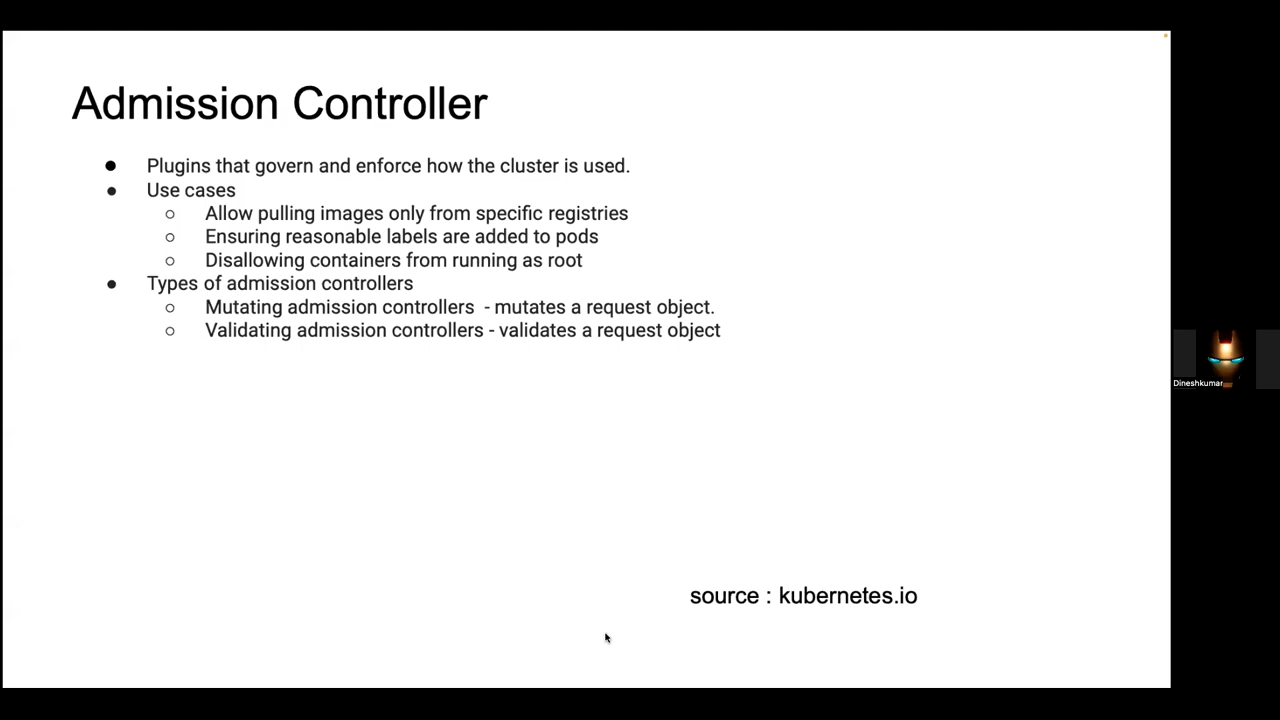 Admission Controller
● Plugins that govern and enforce how the cluster is used.
● Use cases
○ Allow pulling images only from specific registries
○ Ensuring reasonable labels are added to pods
○ Disallowing containers from running as root
● Types of admission controllers
○ Mutating admission controllers  - mutates a request object.
○ Validating admission controllers - validates a request object
Dineshkumar
source : kubernetes.io